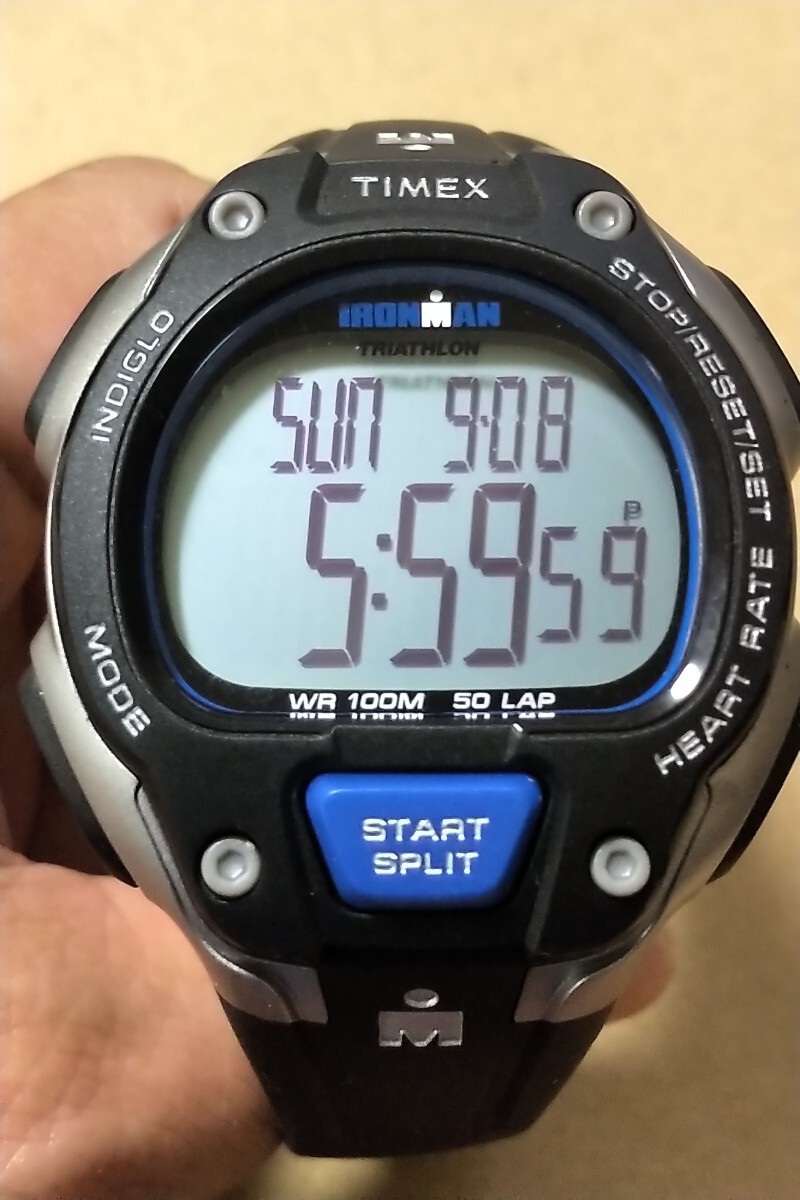 TIMEX
IRONMAN
TRIATHLON
INDIGLO
STOP/RESET/SET
SUN 9-08
5:59 59
P
MODE
HEART RATE
WR 100M 50 LAP
START
SPLIT